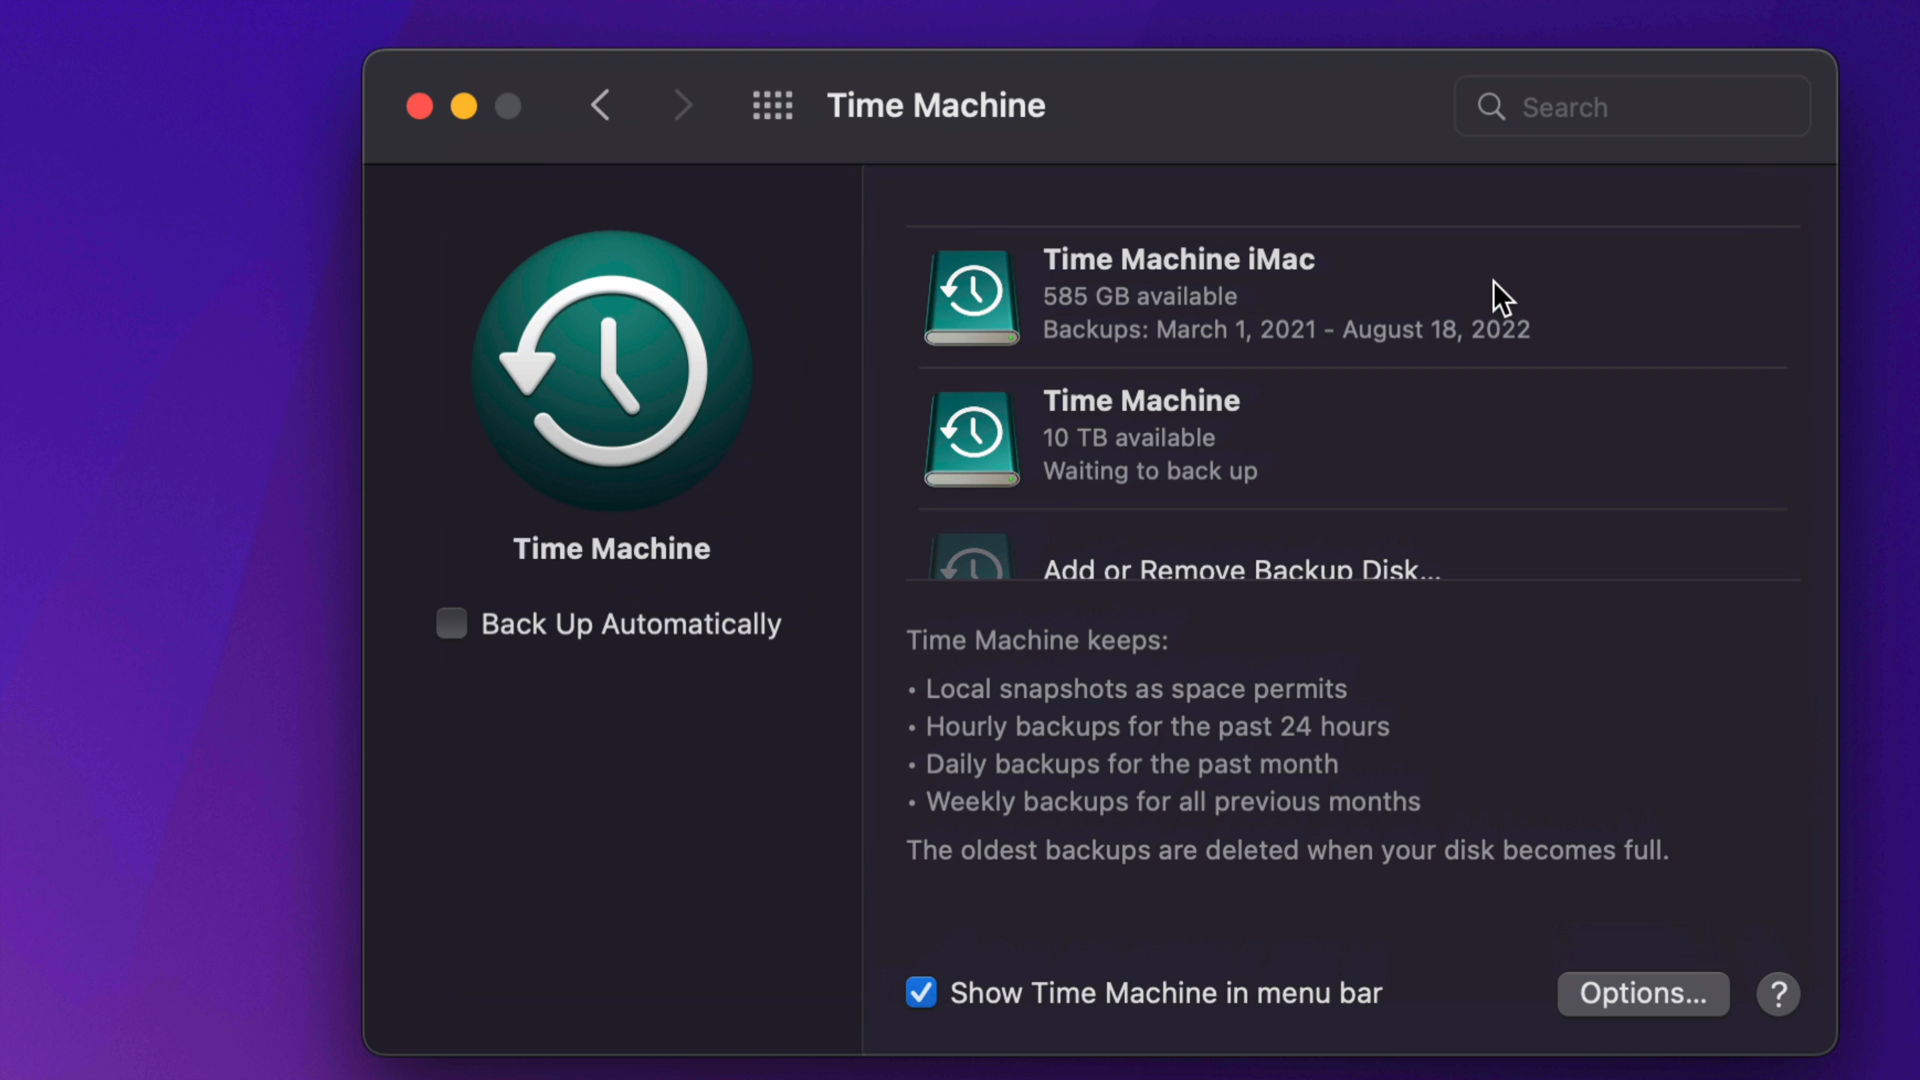 Time Machine
Search
Time Machine
Back Up Automatically
Time Machine iMac
585 GB available
Backups: March 1, 2021 - August 18, 2022
Time Machine
10 TB available
Waiting to back up
Add or Remove Backup Disk...
Time Machine keeps:
• Local snapshots as space permits
• Hourly backups for the past 24 hours
• Daily backups for the past month
• Weekly backups for all previous months
The oldest backups are deleted when your disk becomes full.
Show Time Machine in menu bar
Options...
?